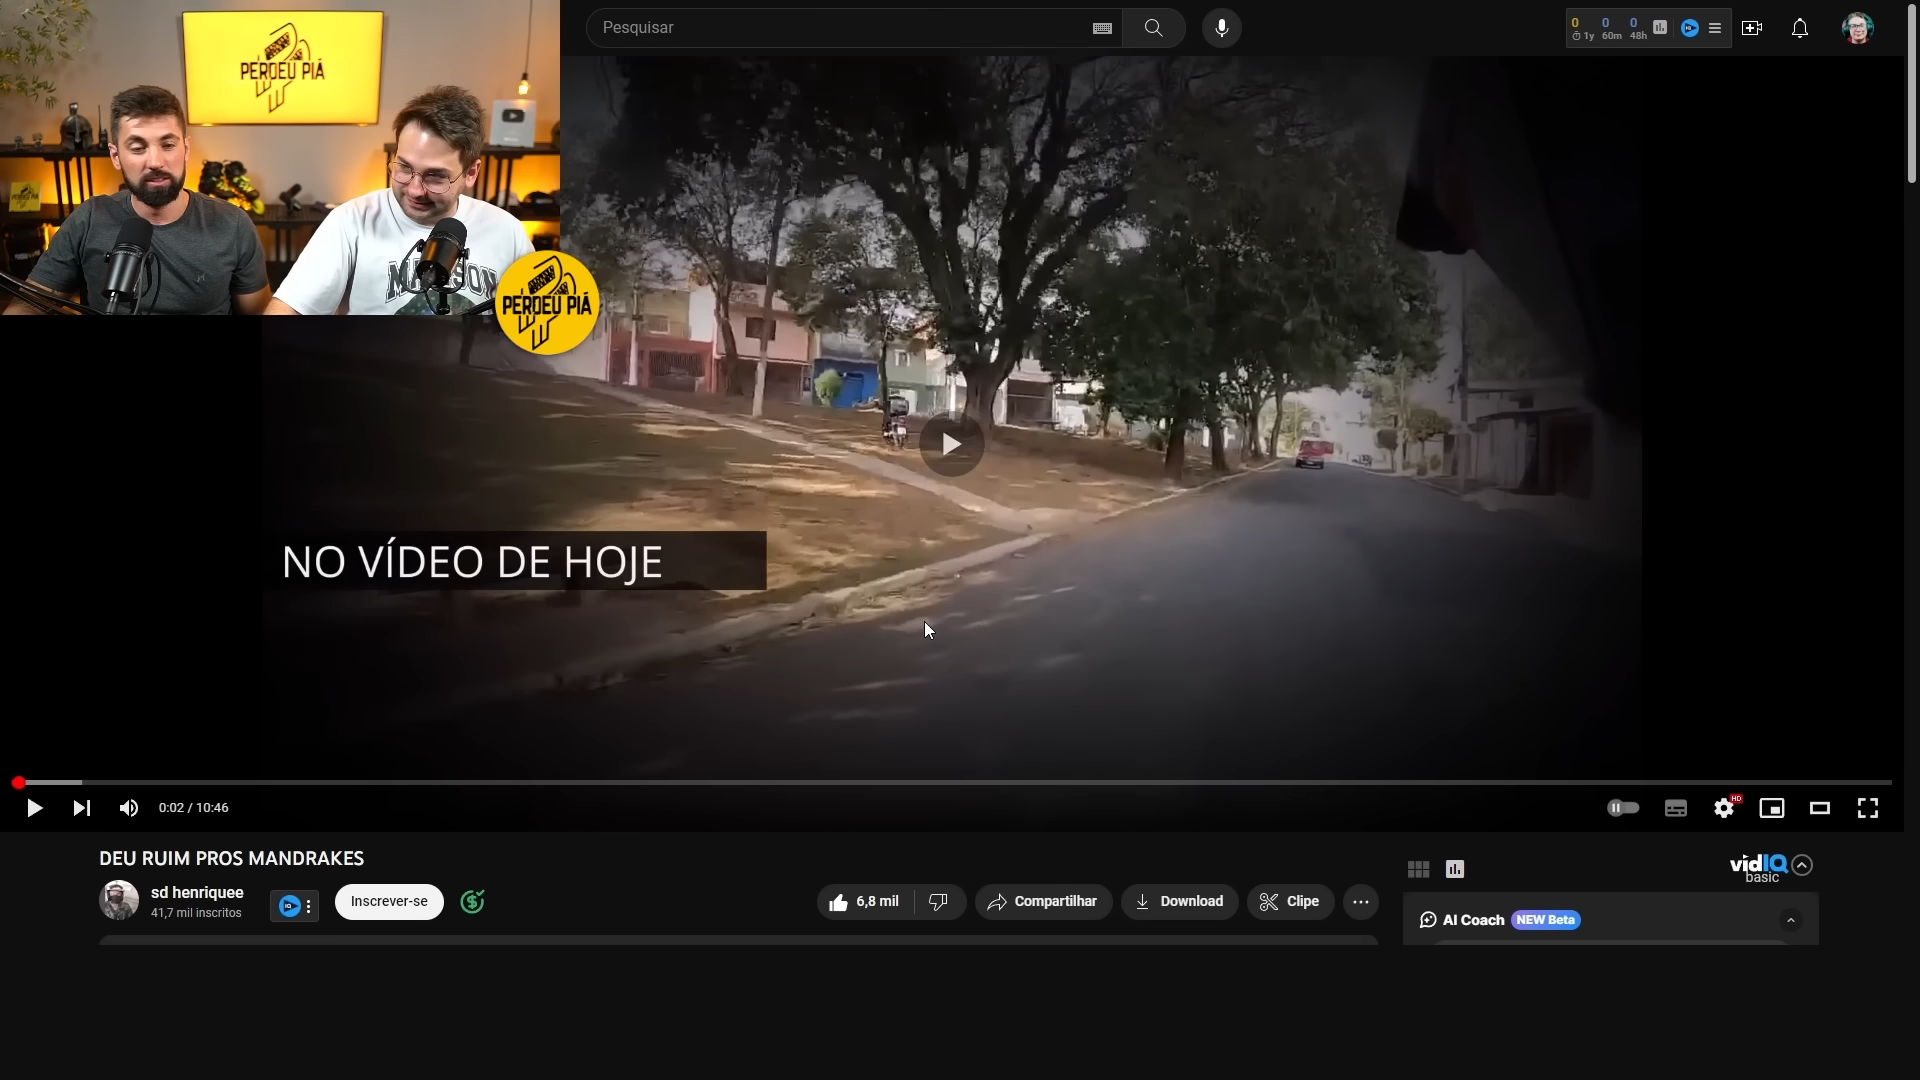 PERDEU PIÁ
Pesquisar
0 0 0
1y 60m 48h
PERDEU PIÁ
NO VÍDEO DE HOJE
0:02 / 10:46
HD
DEU RUIM PROS MANDRAKES
sd henriquee
41,7 mil inscritos
IQ
Inscrever-se
6,8 mil
Compartilhar
Download
Clipe
vidIQ
basic
AI Coach NEW Beta